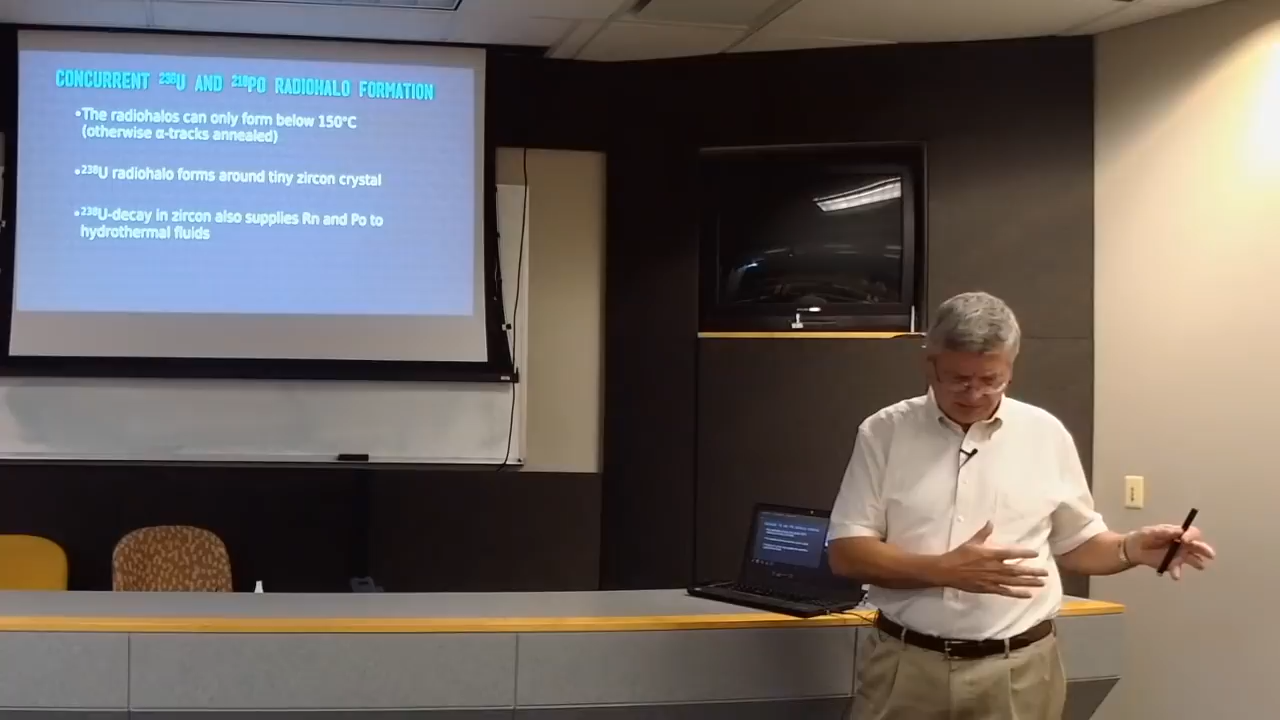 CONCURRENT ²³⁸U AND ²¹⁰PO RADIOHALO FORMATION
•The radiohalos can only form below 150°C
(otherwise α-tracks annealed)
•²³⁸U radiohalo forms around tiny zircon crystal
•²³⁸U-decay in zircon also supplies Rn and Po to
hydrothermal fluids